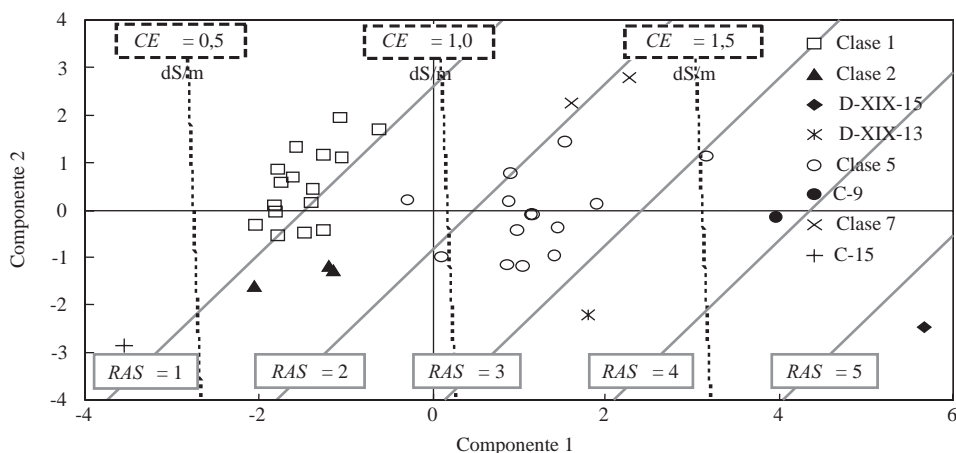 4
3
2
1
0
-1
-2
-3
-4
Componente 2
CE = 0,5
dS/m
CE = 1,0
dS/m
CE = 1,5
dS/m
Clase 1
Clase 2
D-XIX-15
D-XIX-13
Clase 5
C-9
Clase 7
C-15
RAS = 1
RAS = 2
RAS = 3
RAS = 4
RAS = 5
-4
-2
0
2
4
6
Componente 1